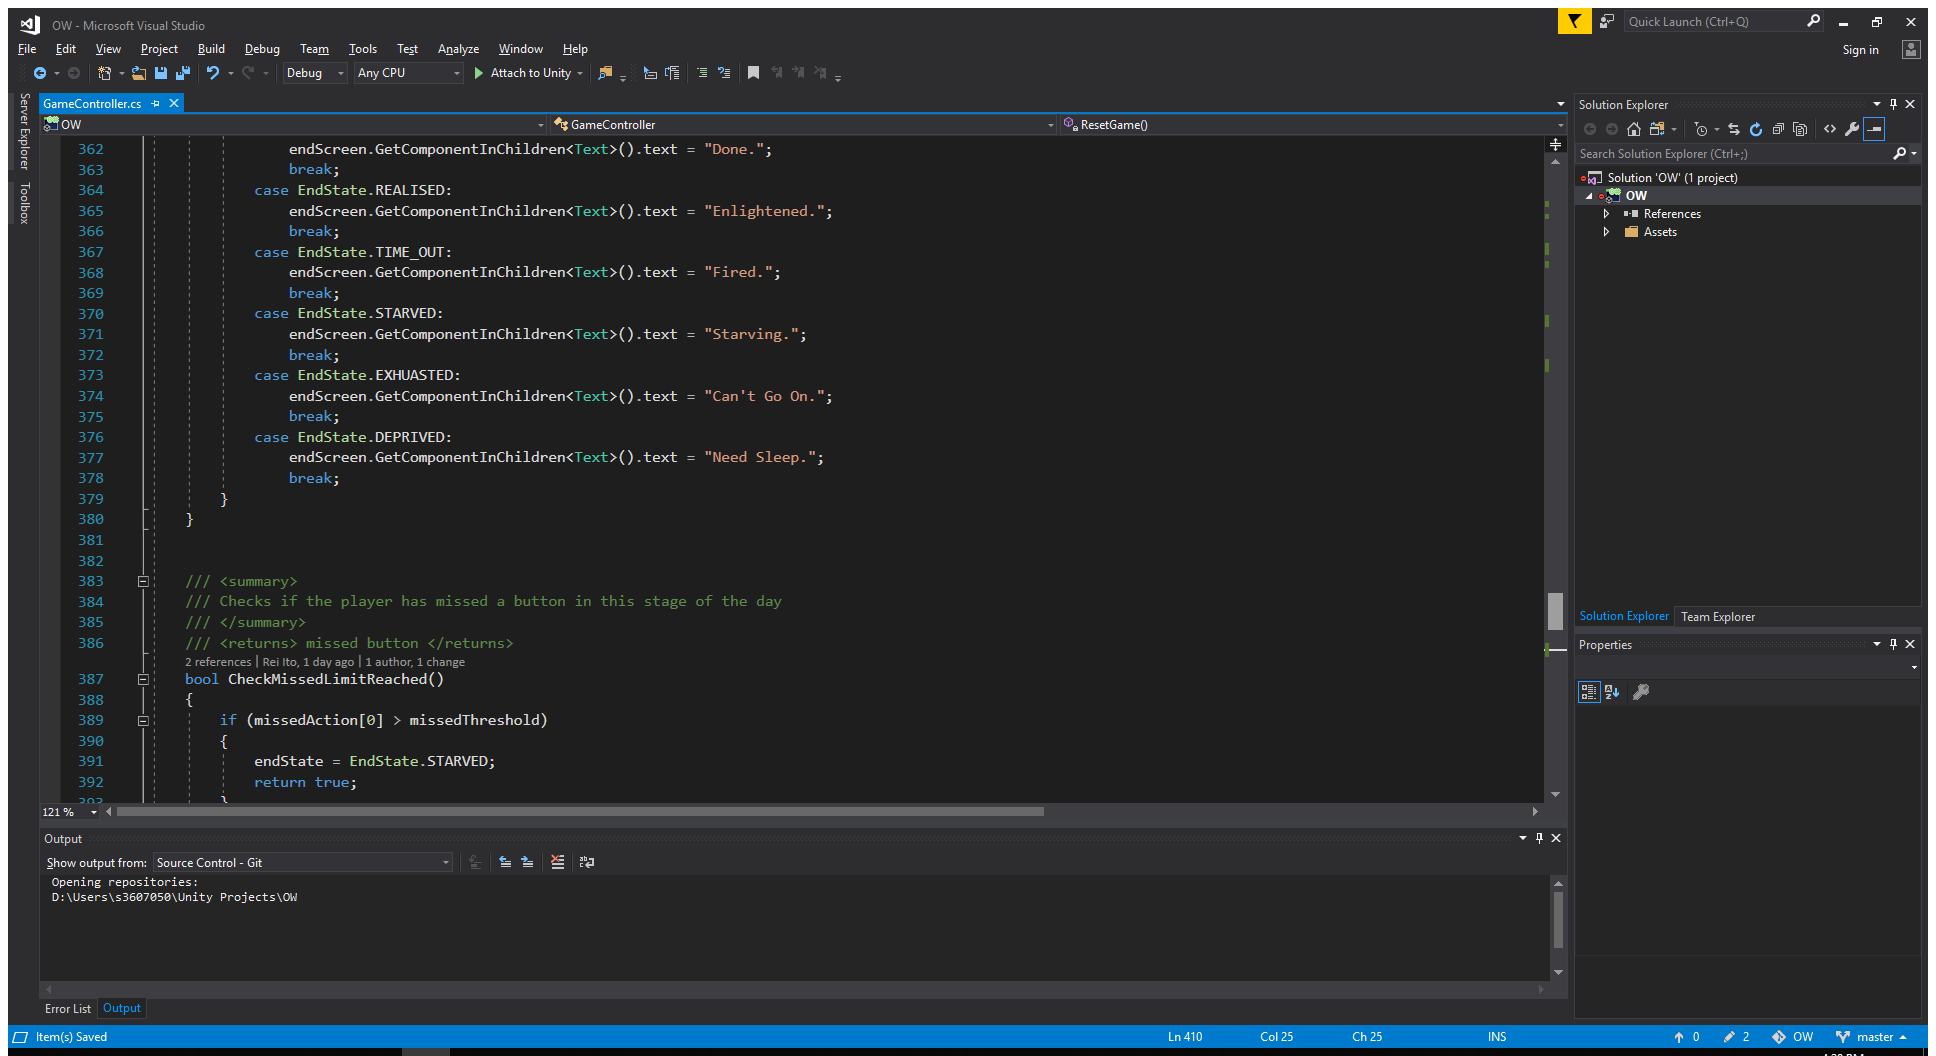 OW - Microsoft Visual Studio
Quick Launch (Ctrl+Q)
File Edit View Project Build Debug Team Tools Test Analyze Window Help
Sign in
Debug Any CPU Attach to Unity
Server Explorer
Toolbox
GameController.cs
OW GameController ResetGame()
362 endScreen.GetComponentInChildren<Text>().text = "Done.";
363 break;
364 case EndState.REALISED:
365 endScreen.GetComponentInChildren<Text>().text = "Enlightened.";
366 break;
367 case EndState.TIME_OUT:
368 endScreen.GetComponentInChildren<Text>().text = "Fired.";
369 break;
370 case EndState.STARVED:
371 endScreen.GetComponentInChildren<Text>().text = "Starving.";
372 break;
373 case EndState.EXHUASTED:
374 endScreen.GetComponentInChildren<Text>().text = "Can't Go On.";
375 break;
376 case EndState.DEPRIVED:
377 endScreen.GetComponentInChildren<Text>().text = "Need Sleep.";
378 break;
379 }
380 }
381
382
383 /// <summary>
384 /// Checks if the player has missed a button in this stage of the day
385 /// </summary>
386 /// <returns> missed button </returns>
2 references | Rei Ito, 1 day ago | 1 author, 1 change
387 bool CheckMissedLimitReached()
388 {
389 if (missedAction[0] > missedThreshold)
390 {
391 endState = EndState.STARVED;
392 return true;
393 }
121 %
Output
Show output from: Source Control - Git
Opening repositories:
D:\Users\s3607050\Unity Projects\OW
Error List Output
Solution Explorer
Search Solution Explorer (Ctrl+;)
Solution 'OW' (1 project)
OW
References
Assets
Solution Explorer Team Explorer
Properties
Item(s) Saved Ln 410 Col 25 Ch 25 INS 0 2 OW master